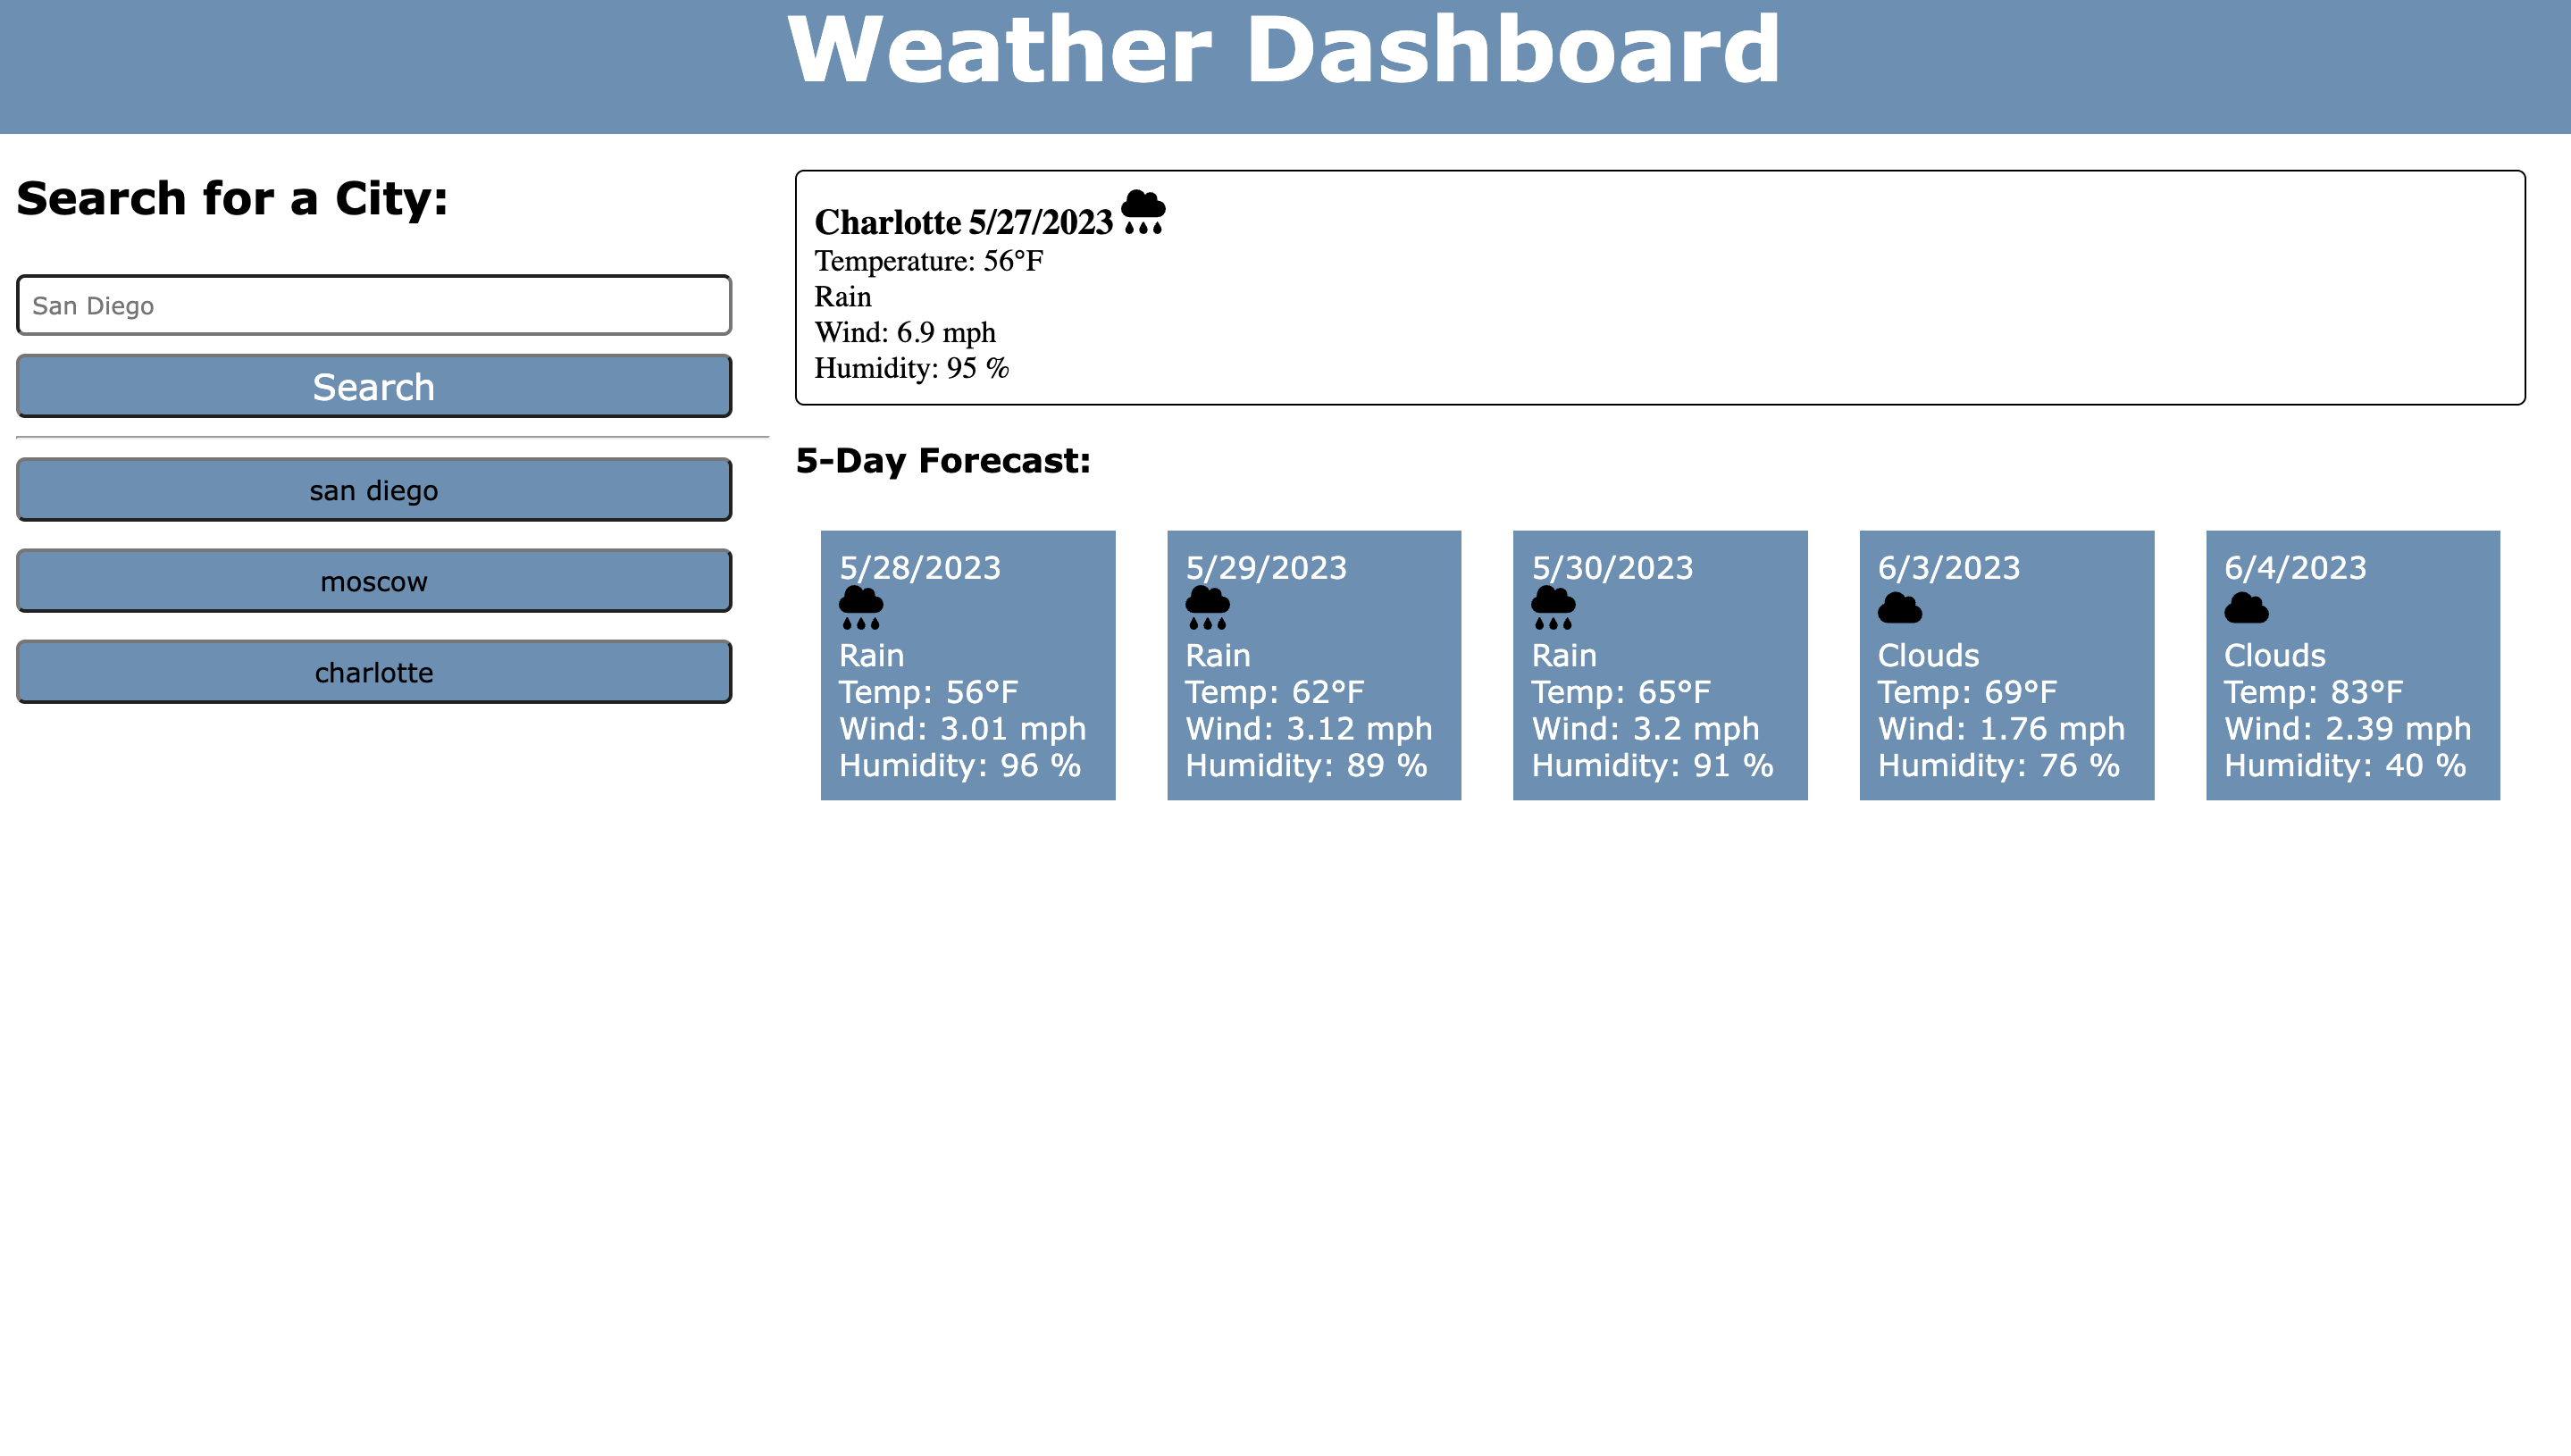 Weather Dashboard
Search for a City:
San Diego
Search
san diego
moscow
charlotte
Charlotte 5/27/2023
Temperature: 56°F
Rain
Wind: 6.9 mph
Humidity: 95 %
5-Day Forecast:
5/28/2023
Rain
Temp: 56°F
Wind: 3.01 mph
Humidity: 96 %
5/29/2023
Rain
Temp: 62°F
Wind: 3.12 mph
Humidity: 89 %
5/30/2023
Rain
Temp: 65°F
Wind: 3.2 mph
Humidity: 91 %
6/3/2023
Clouds
Temp: 69°F
Wind: 1.76 mph
Humidity: 76 %
6/4/2023
Clouds
Temp: 83°F
Wind: 2.39 mph
Humidity: 40 %